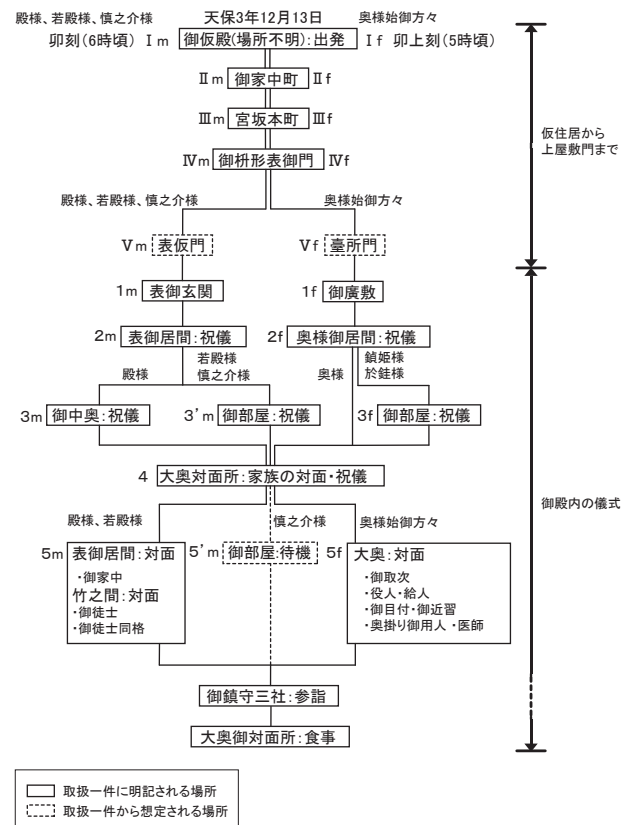 殿様、若殿様、慎之介様 天保3年12月13日 奥様始御方々
卯刻(6時頃) Ⅰm 御仮殿(場所不明):出発 Ⅰf 卯上刻(5時頃)
Ⅱm 御家中町 Ⅱf
Ⅲm 宮坂本町 Ⅲf
Ⅳm 御枡形表御門 Ⅳf
仮住居から
上屋敷門まで
殿様、若殿様、慎之介様 奥様始御方々
Ⅴm 表仮門 Ⅴf 臺所門
1m 表御玄関 1f 御廣敷
2m 表御居間:祝儀 2f 奥様御居間:祝儀
殿様 若殿様
慎之介様
奥様 鎮姫様
於銈様
3m 御中奥:祝儀 3’m 御部屋:祝儀 3f 御部屋:祝儀
4 大奥対面所:家族の対面・祝儀
御殿内の儀式
殿様、若殿様 慎之介様 奥様始御方々
5m 表御居間:対面
・御家中
竹之間:対面
・御徒士
・御徒士同格
5’m 御部屋:待機
5f 大奥:対面
・御取次
・役人・給人
・御目付・御近習
・奥掛り御用人・医師
御鎮守三社:参詣
大奥御対面所:食事
取扱一件に明記される場所
取扱一件から想定される場所